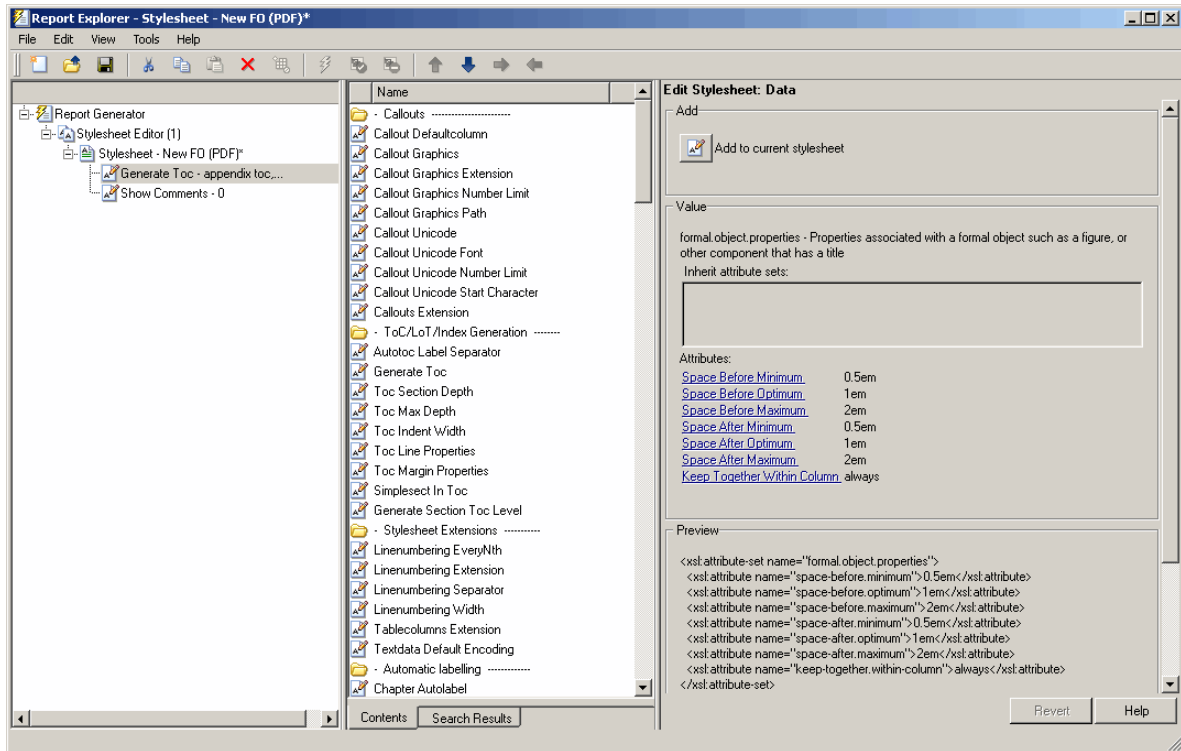 Report Explorer - Stylesheet - New FO (PDF)*
File Edit View Tools Help
Report Generator
Stylesheet Editor (1)
Stylesheet - New FO (PDF)*
Generate Toc - appendix toc,...
Show Comments - 0
Name
- Callouts -----------------------
Callout Defaultcolumn
Callout Graphics
Callout Graphics Extension
Callout Graphics Number Limit
Callout Graphics Path
Callout Unicode
Callout Unicode Font
Callout Unicode Number Limit
Callout Unicode Start Character
Callouts Extension
- ToC/LoT/Index Generation --------
Autotoc Label Separator
Generate Toc
Toc Section Depth
Toc Max Depth
Toc Indent Width
Toc Line Properties
Toc Margin Properties
Simplesect In Toc
Generate Section Toc Level
- Stylesheet Extensions -----------
Linenumbering EveryNth
Linenumbering Extension
Linenumbering Separator
Linenumbering Width
Tablecolumns Extension
Textdata Default Encoding
- Automatic labelling -------------
Chapter Autolabel
Contents Search Results
Edit Stylesheet: Data
Add
Add to current stylesheet
Value
formal.object.properties - Properties associated with a formal object such as a figure, or
other component that has a title
Inherit attribute sets:
Attributes:
Space Before Minimum 0.5em
Space Before Optimum 1em
Space Before Maximum 2em
Space After Minimum 0.5em
Space After Optimum 1em
Space After Maximum 2em
Keep Together Within Column always
Preview
<xsl:attribute-set name="formal.object.properties">
<xsl:attribute name="space-before.minimum">0.5em</xsl:attribute>
<xsl:attribute name="space-before.optimum">1em</xsl:attribute>
<xsl:attribute name="space-before.maximum">2em</xsl:attribute>
<xsl:attribute name="space-after.minimum">0.5em</xsl:attribute>
<xsl:attribute name="space-after.optimum">1em</xsl:attribute>
<xsl:attribute name="space-after.maximum">2em</xsl:attribute>
<xsl:attribute name="keep-together.within-column">always</xsl:attribute>
</xsl:attribute-set>
Revert Help